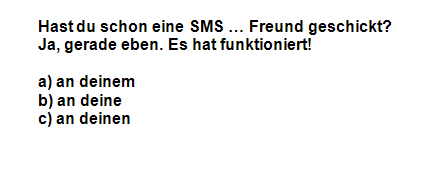 Hast du schon eine SMS … Freund geschickt?
Ja, gerade eben. Es hat funktioniert!
a) an deinem
b) an deine
c) an deinen